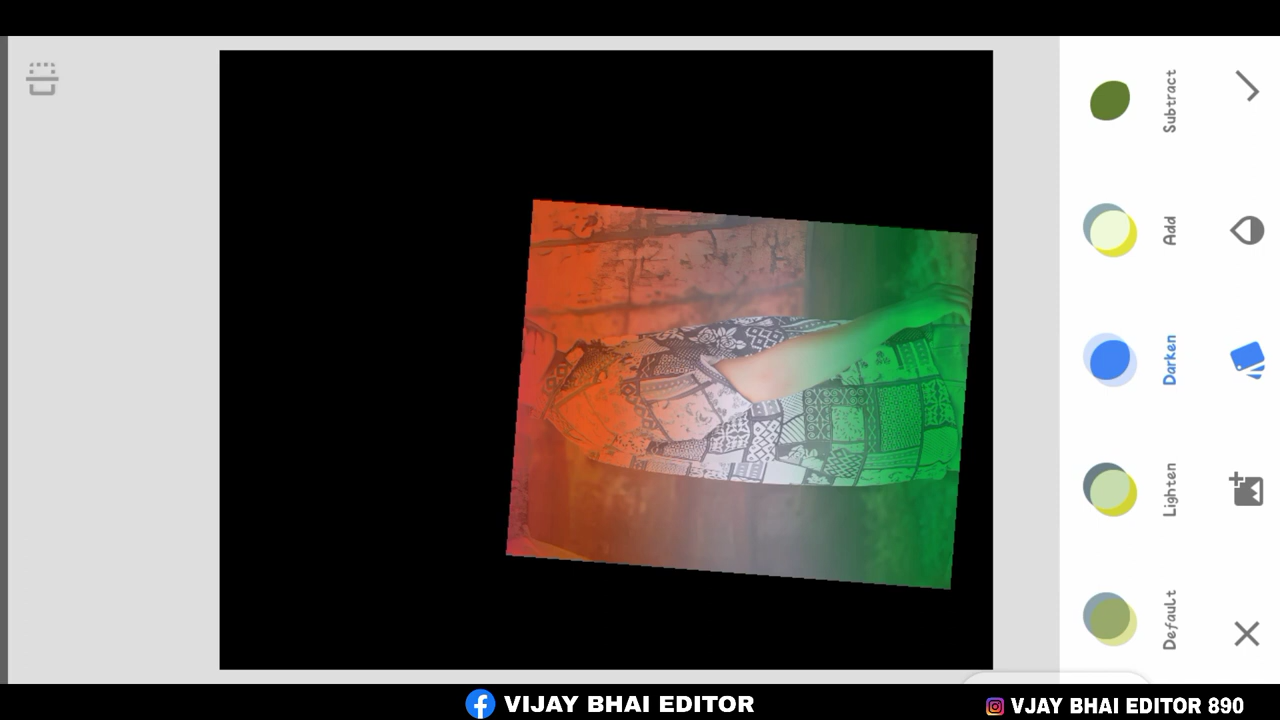 Subtract
Add
Darken
Lighten
Default
VIJAY BHAI EDITOR
VJAY BHAI EDITOR 890